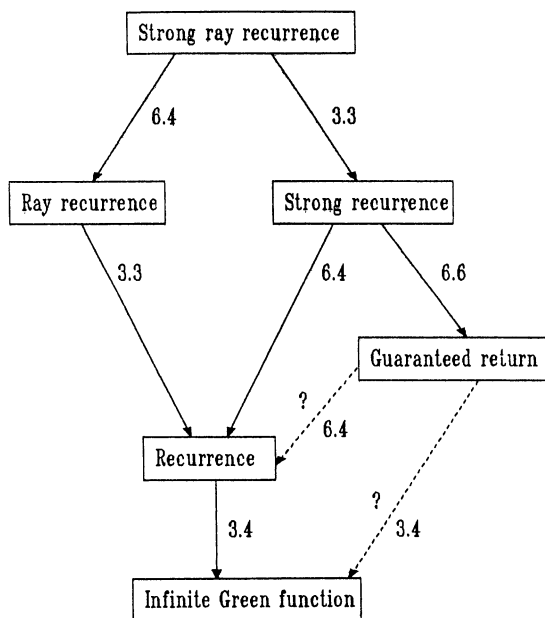 Strong ray recurrence
6.4
3.3
Ray recurrence
Strong recurrence
3.3
6.4
6.6
Guaranteed return
?
6.4
Recurrence
?
3.4
3.4
Infinite Green function